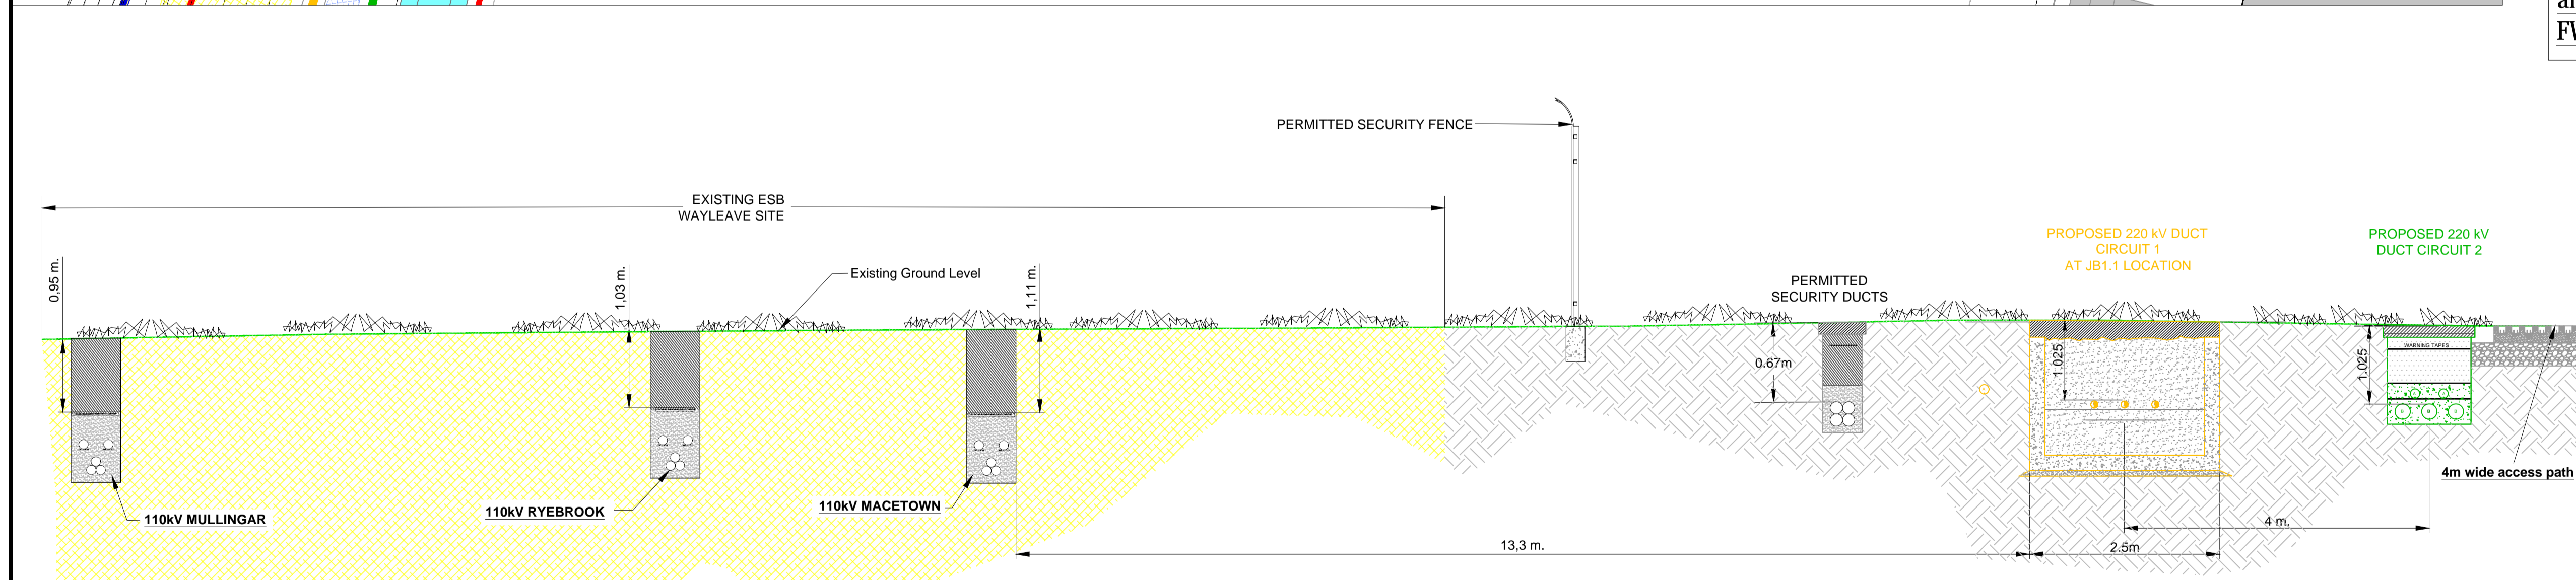 PERMITTED SECURITY FENCE
EXISTING ESB
WAYLEAVE SITE
PROPOSED 220 kV DUCT
CIRCUIT 1
AT JB1.1 LOCATION
PROPOSED 220 kV
DUCT CIRCUIT 2
0,95 m.
1,03 m.
Existing Ground Level
1,11 m.
PERMITTED
SECURITY DUCTS
0.67m
1.025
WARNING TAPES
1.025
4m wide access path
110kV MULLINGAR
110kV RYEBROOK
110kV MACETOWN
4 m.
13,3 m.
2.5m